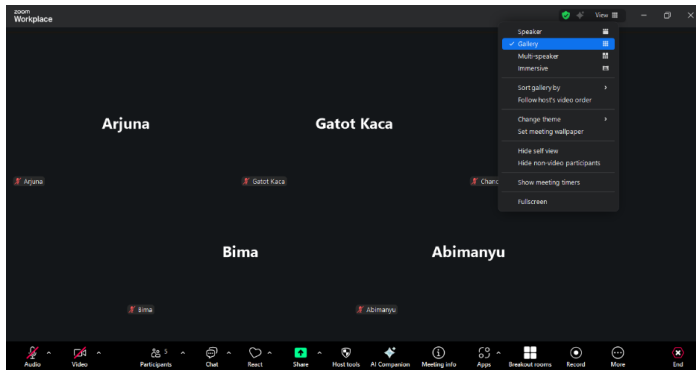 zoom
Workplace
View
Speaker
Gallery
Multi-speaker
Immersive
Sort gallery by
Follow host's video order
Change theme
Set meeting wallpaper
Hide self view
Hide non-video participants
Show meeting timers
Fullscreen
Arjuna
Gatot Kaca
Arjuna
Gatot Kaca
Chand
Bima
Abimanyu
Bima
Abimanyu
5
Audio
Video
Participants
Chat
React
Share
Host tools
AI Companion
Meeting info
Apps
Breakout rooms
Record
More
End